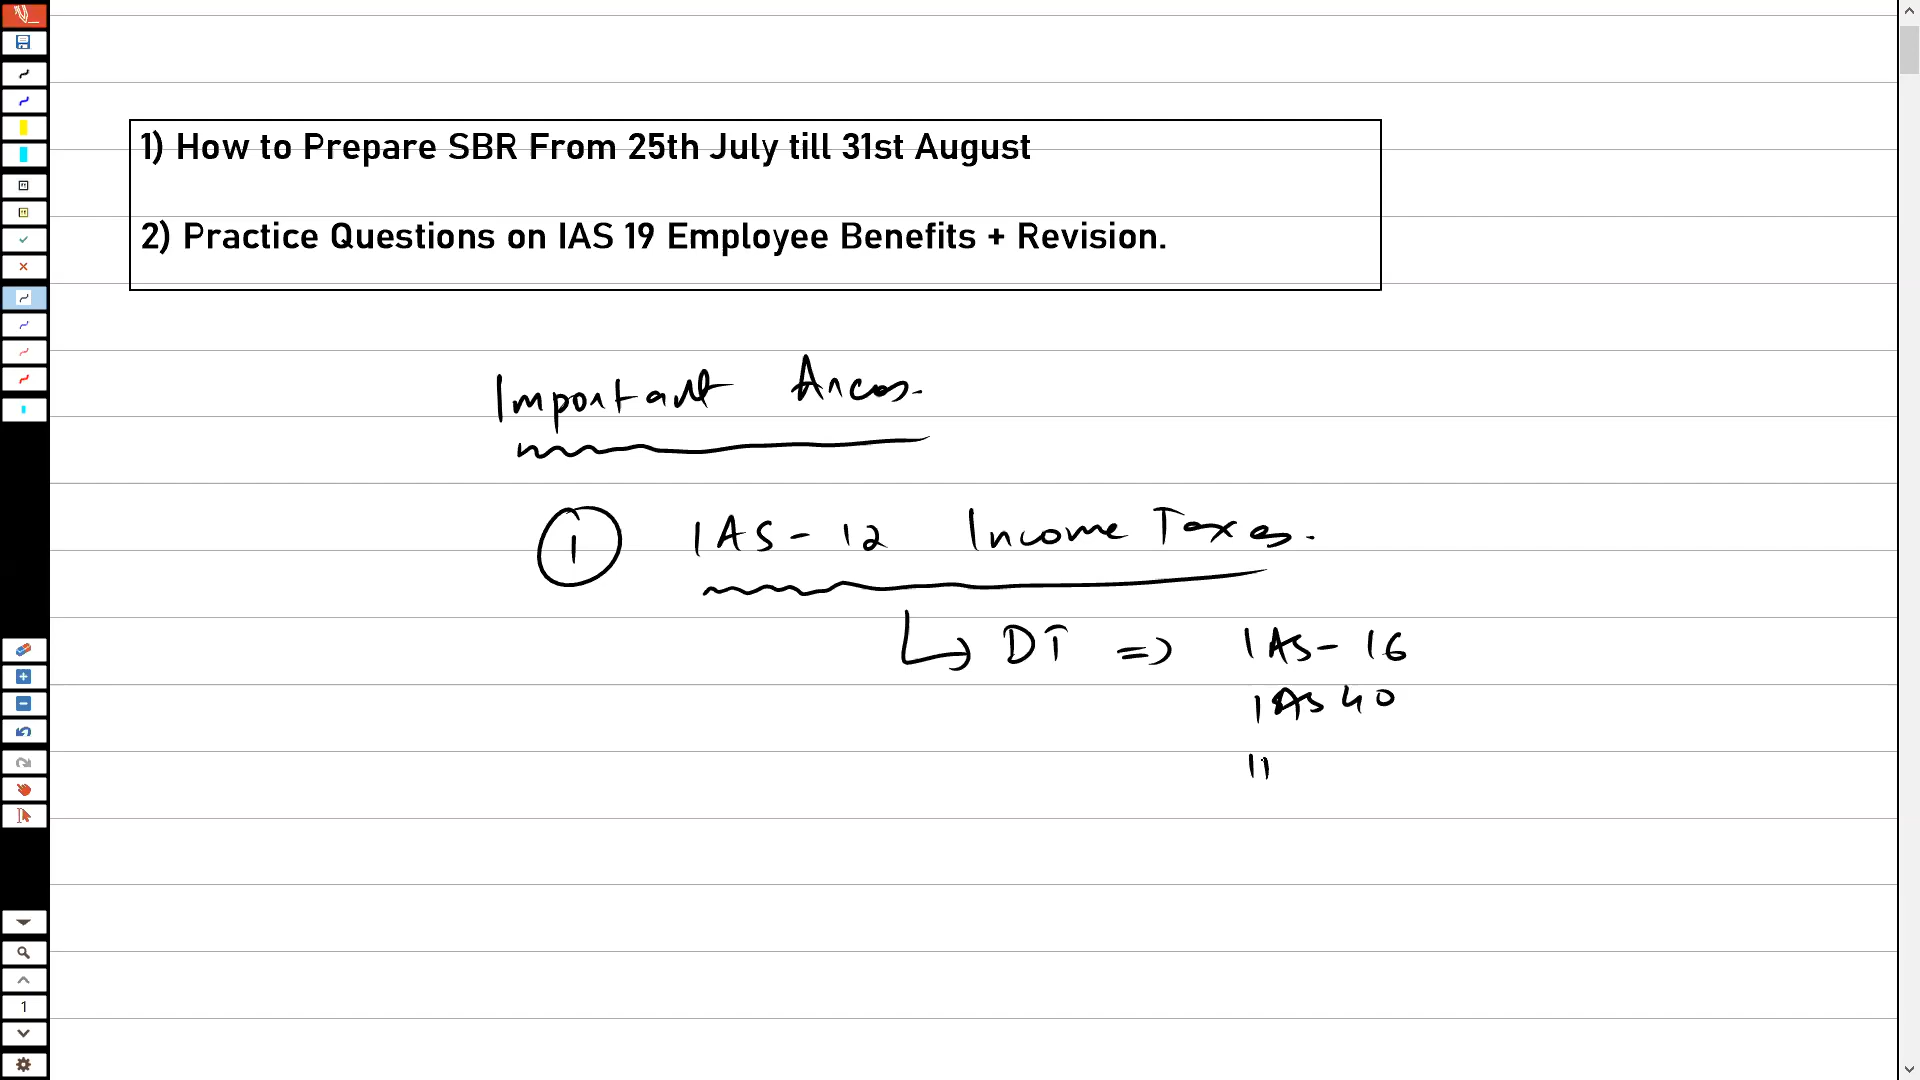 1) How to Prepare SBR From 25th July till 31st August
2) Practice Questions on IAS 19 Employee Benefits + Revision.
Important Areas.
1 IAS-12 Income Taxes.
↳ DT => IAS-16
IAS 40
1